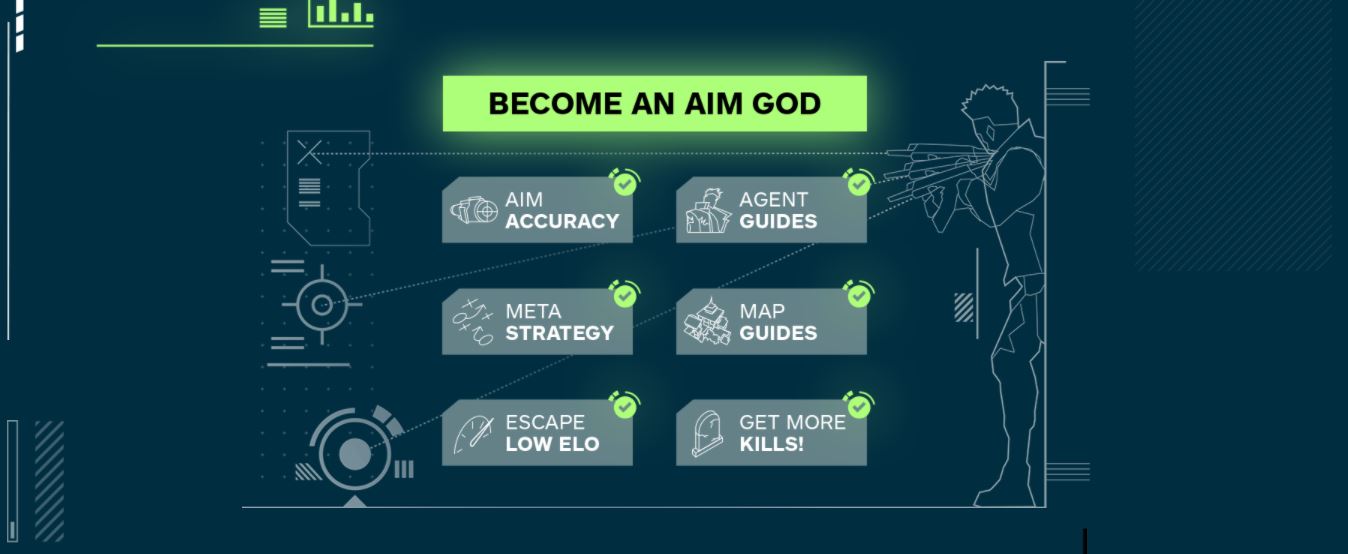 BECOME AN AIM GOD
AIM
ACCURACY
AGENT
GUIDES
META
STRATEGY
MAP
GUIDES
ESCAPE
LOW ELO
GET MORE
KILLS!